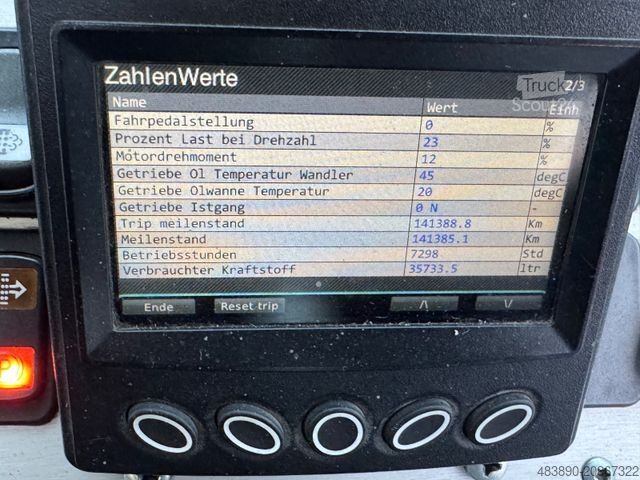 ZahlenWerte
Truck 2/3
Scout24
Name Wert Einh
Fahrpedalstellung 0 %
Prozent Last bei Drehzahl 23 %
Motordrehmoment 12 %
Getriebe Ol Temperatur Wandler 45 degC
Getriebe Olwanne Temperatur 20 degC
Getriebe Istgang 0 N -
Trip meilenstand 141388.8 Km
Meilenstand 141385.1 Km
Betriebsstunden 7298 Std
Verbrauchter Kraftstoff 35733.5 ltr
Ende Reset trip /\ \/
P
483890-20867322